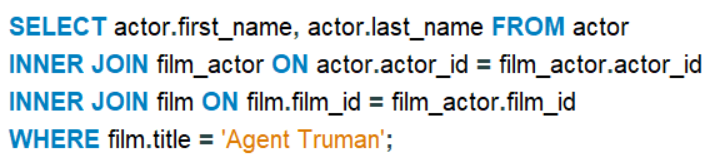 SELECT actor.first_name, actor.last_name FROM actor
INNER JOIN film_actor ON actor.actor_id = film_actor.actor_id
INNER JOIN film ON film.film_id = film_actor.film_id
WHERE film.title = 'Agent Truman';